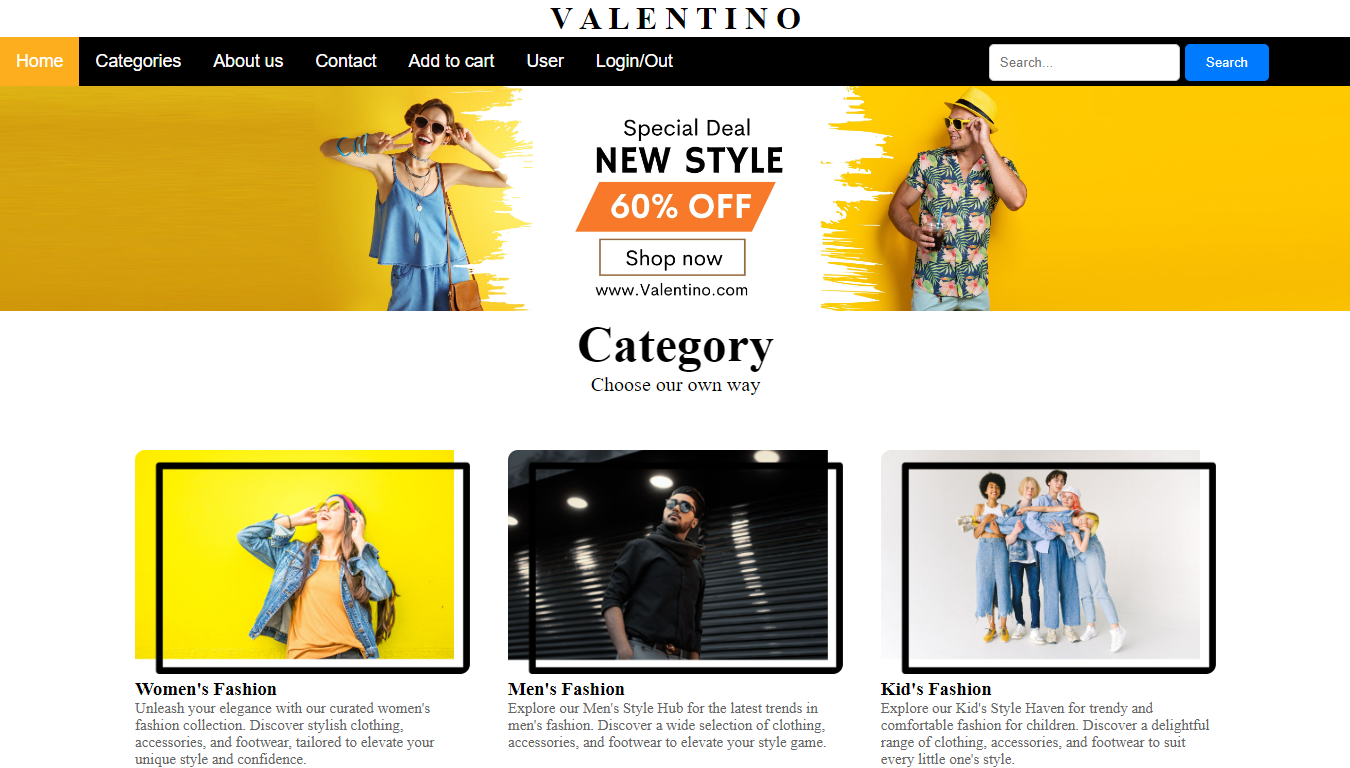 VALENTINO
Home Categories About us Contact Add to cart User Login/Out Search... Search
Special Deal
NEW STYLE
60% OFF
Shop now
www.Valentino.com
Category
Choose our own way
Women's Fashion
Unleash your elegance with our curated women's
fashion collection. Discover stylish clothing,
accessories, and footwear, tailored to elevate your
unique style and confidence.
Men's Fashion
Explore our Men's Style Hub for the latest trends in
men's fashion. Discover a wide selection of clothing,
accessories, and footwear to elevate your style game.
Kid's Fashion
Explore our Kid's Style Haven for trendy and
comfortable fashion for children. Discover a delightful
range of clothing, accessories, and footwear to suit
every little one's style.